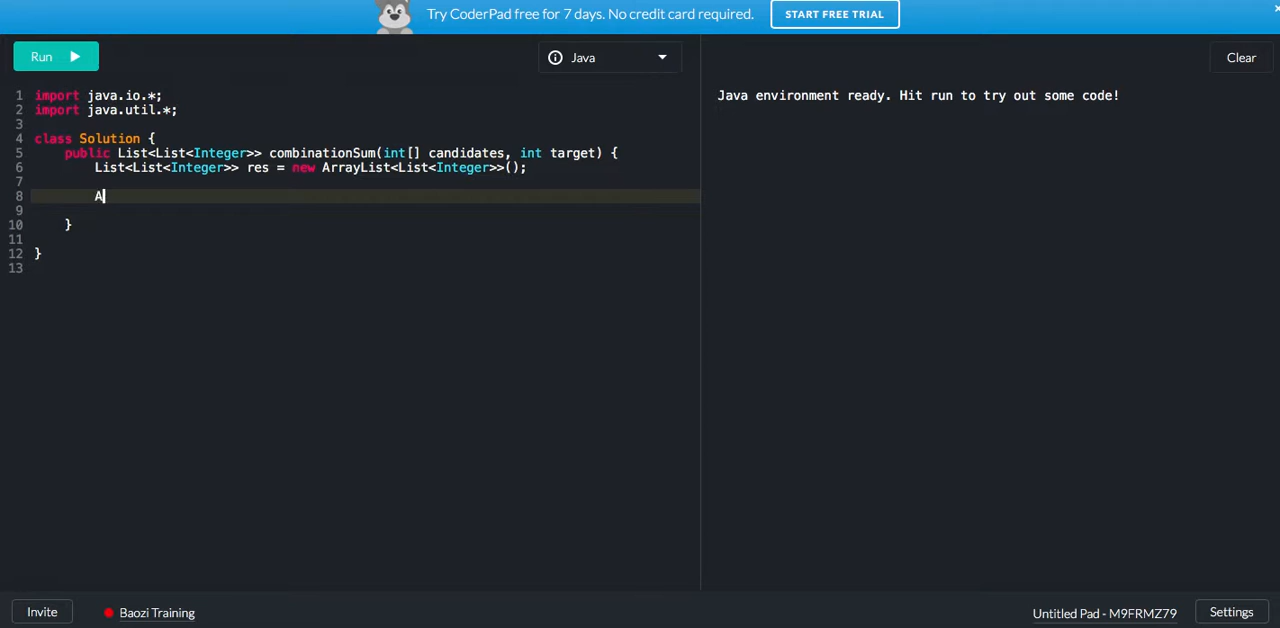 Try CoderPad free for 7 days. No credit card required. START FREE TRIAL
Run Java Clear
1 import java.io.*;
2 import java.util.*;
3
4 class Solution {
5 public List<List<Integer>> combinationSum(int[] candidates, int target) {
6 List<List<Integer>> res = new ArrayList<List<Integer>>();
7
8 A
9
10 }
11
12 }
13
Java environment ready. Hit run to try out some code!
Invite Baozi Training Untitled Pad - M9FRMZ79 Settings